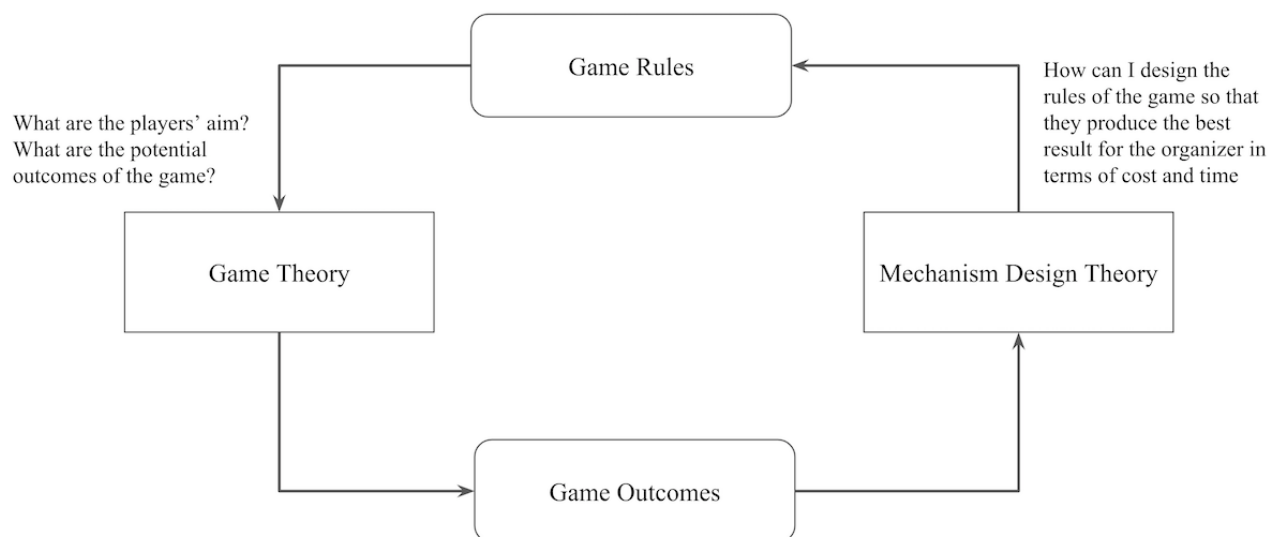 Game Rules
How can I design the
rules of the game so that
they produce the best
result for the organizer in
terms of cost and time
What are the players’ aim?
What are the potential
outcomes of the game?
Game Theory
Mechanism Design Theory
Game Outcomes